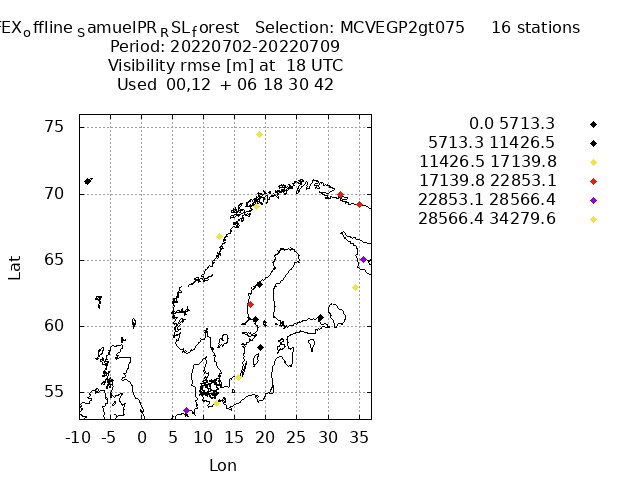 FEXoffline SamuelPR RSLforest Selection: MCVEGP2gt075 16 stations
Period: 20220702-20220709
Visibility rmse [m] at 18 UTC
Used 00,12 + 06 18 30 42
0.0 5713.3
5713.3 11426.5
11426.5 17139.8
17139.8 22853.1
22853.1 28566.4
28566.4 34279.6
75
70
65
60
55
Lat
-10 -5 0 5 10 15 20 25 30 35
Lon